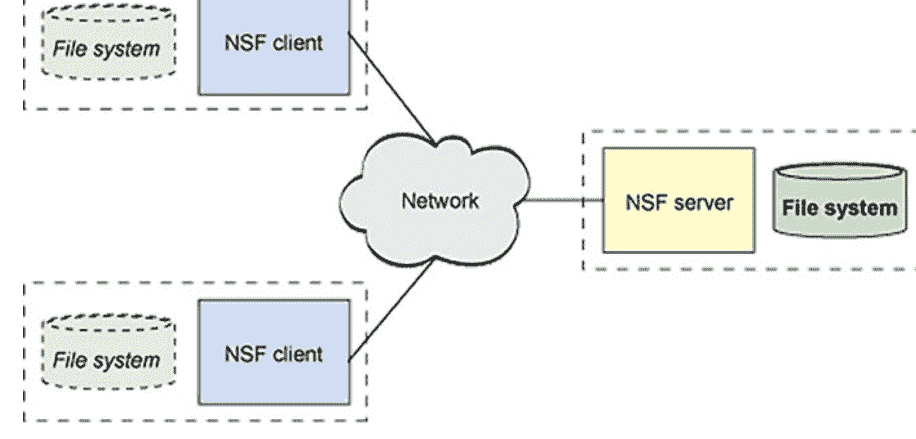 File system
NSF client
Network
NSF server
File system
File system
NSF client